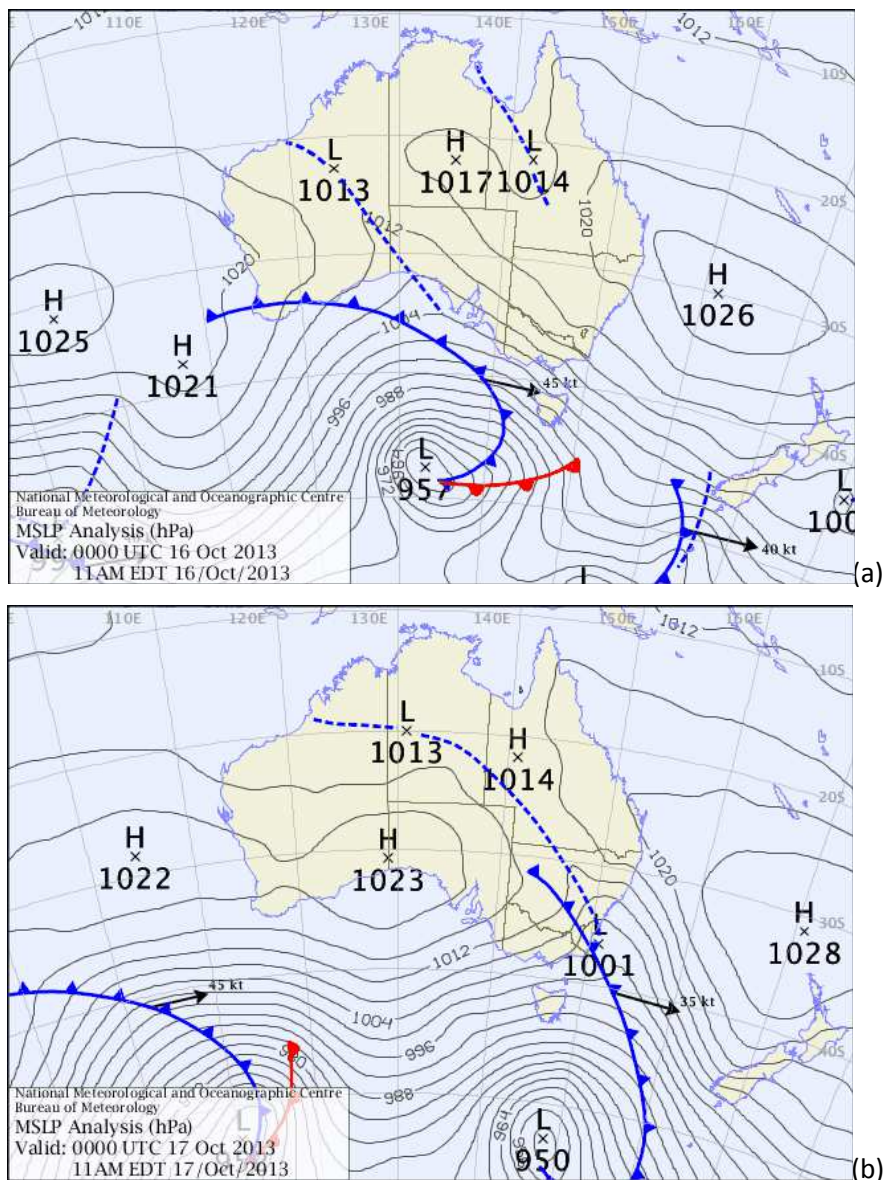 110E 120E 130E 140E 150E 160E
1012
1012
10S
L
1013
H
1017
L
1014
20S
1012
1020
1020
H
1025
H
1026
30S
1004
H
1021
45 kt
996
988
L
957
964
972
40S
L
100
40 kt
L
National Meteorological and Oceanographic Centre
Bureau of Meteorology
MSLP Analysis (hPa)
Valid: 0000 UTC 16 Oct 2013
11AM EDT 16/Oct/2013
(a)
110E 120E 130E 140E 150E 160E
1012
10S
L
1013
H
1014
20S
H
1022
H
1023
1020
30S
H
1028
L
1001
1012
45 kt
35 kt
1004
996
40S
988
964
L
950
National Meteorological and Oceanographic Centre
Bureau of Meteorology
MSLP Analysis (hPa)
Valid: 0000 UTC 17 Oct 2013
11AM EDT 17/Oct/2013
(b)